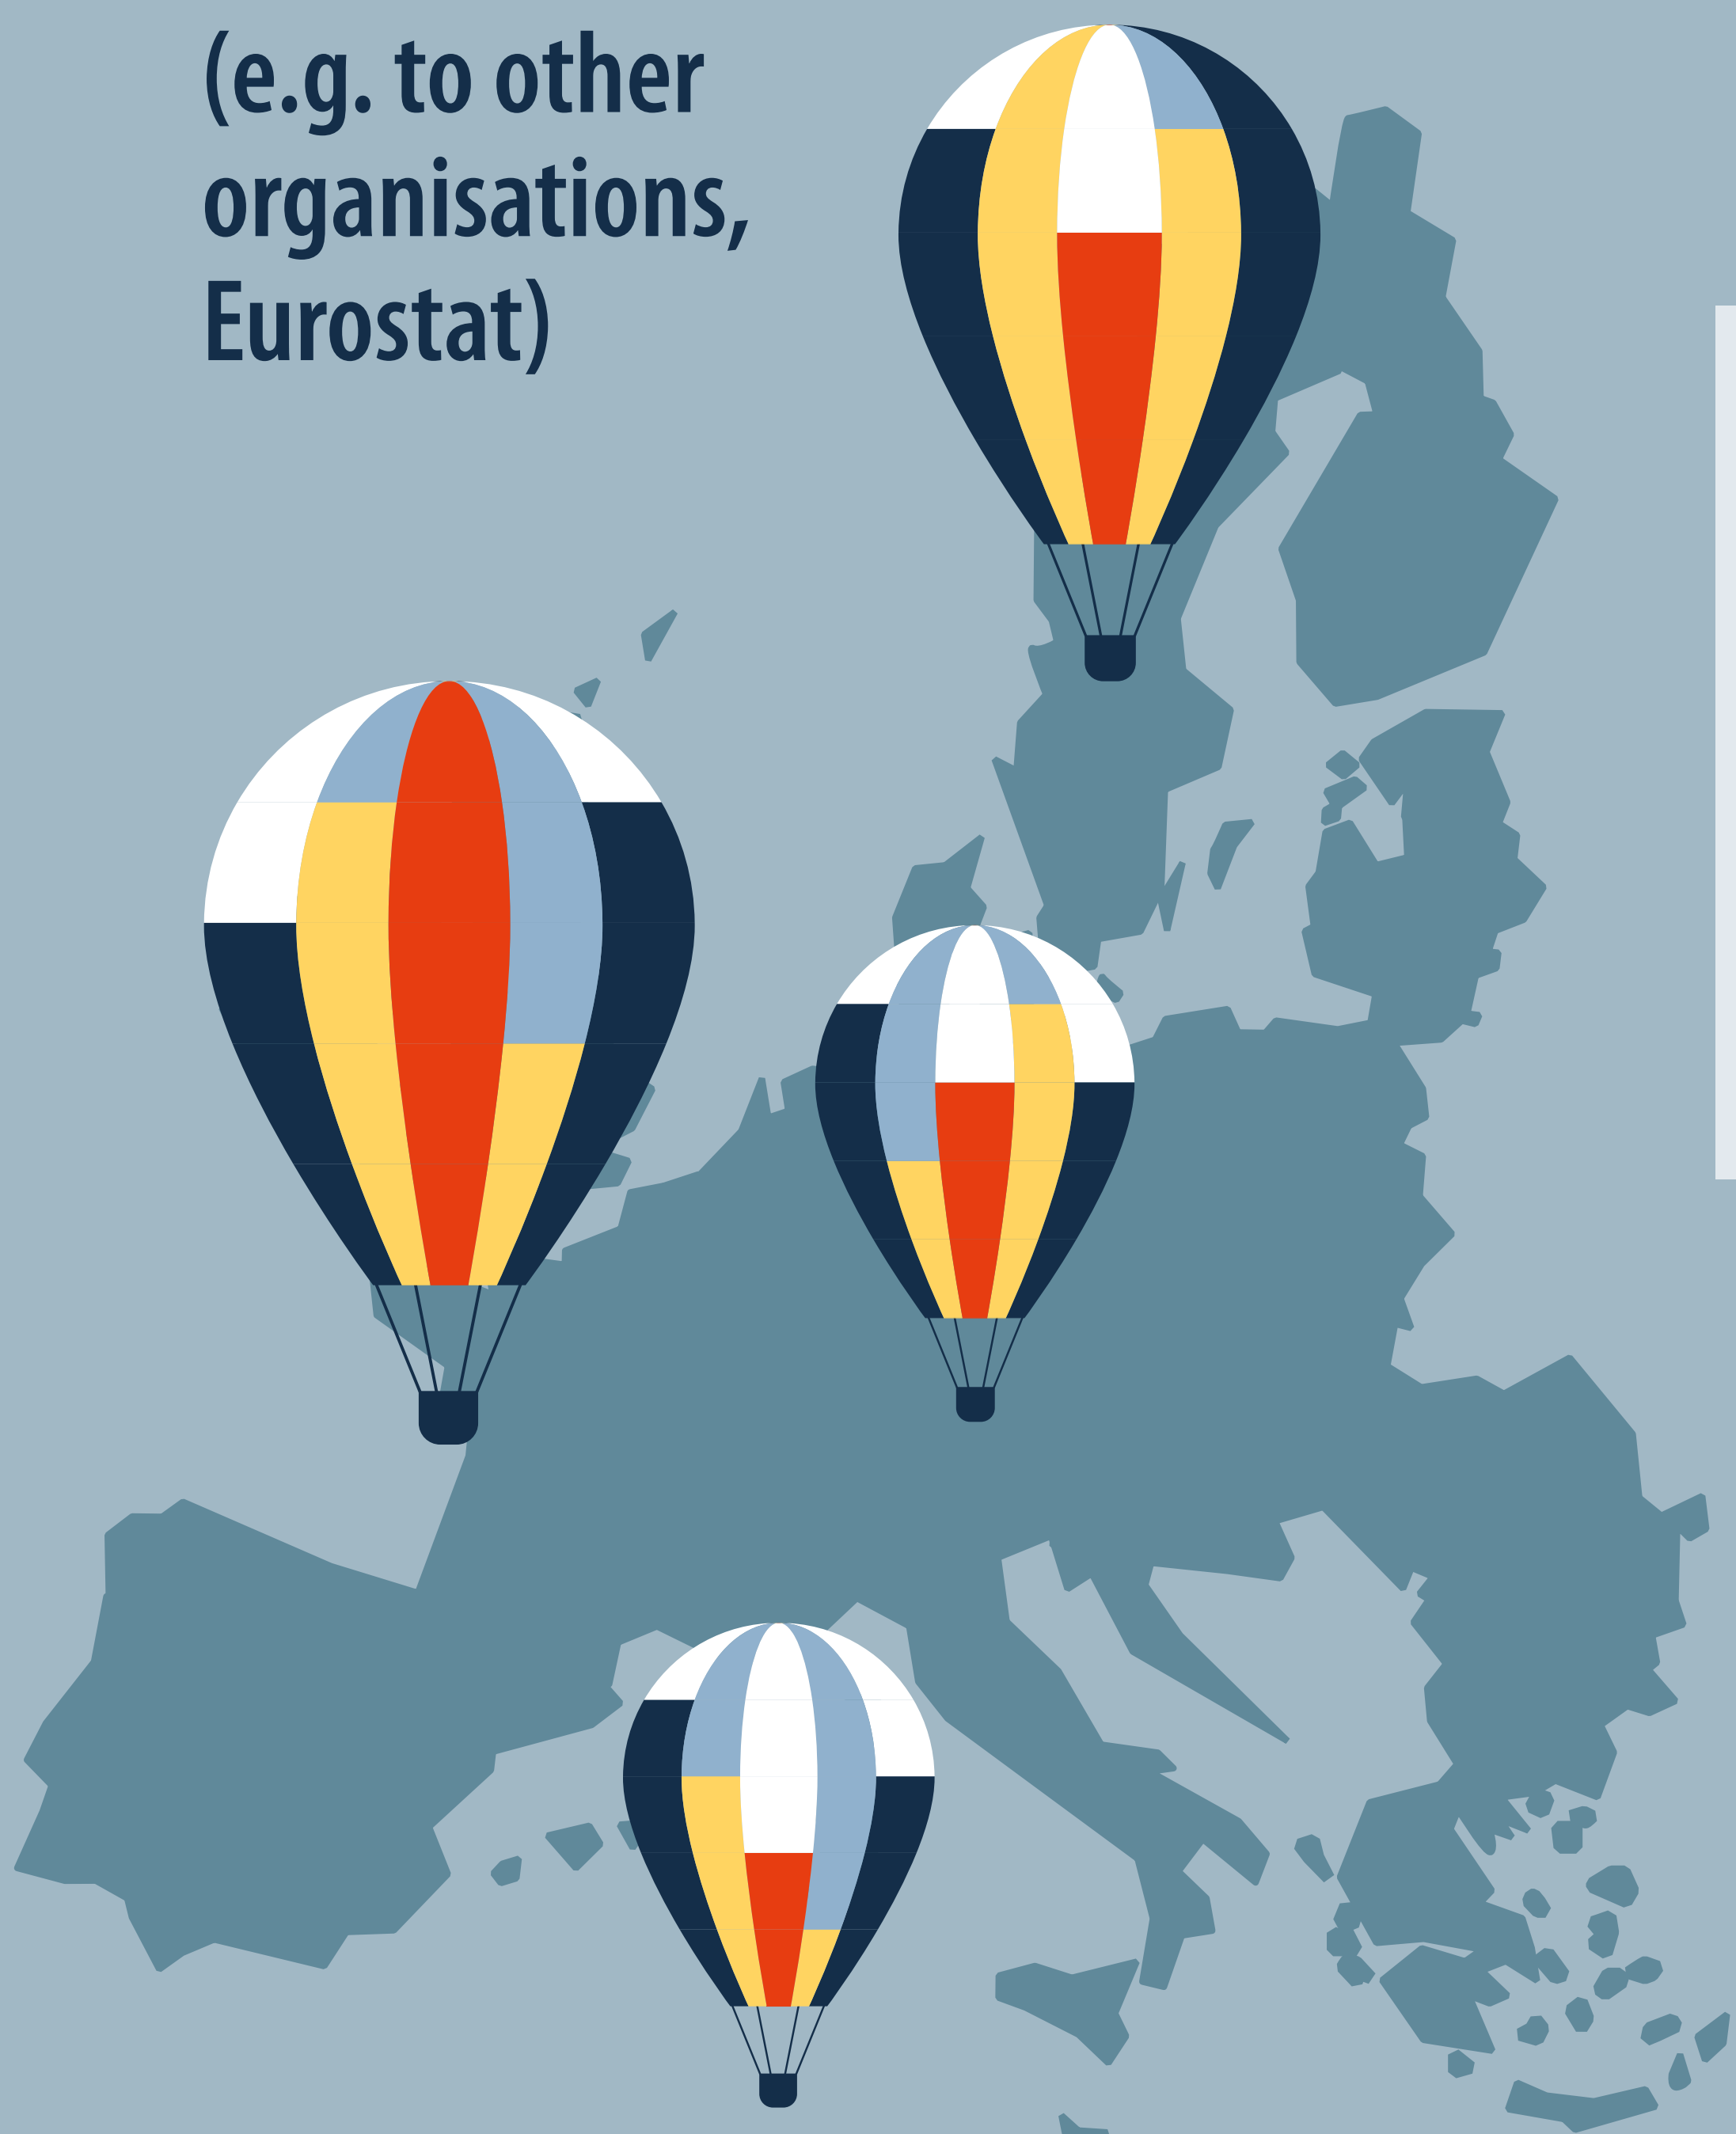 (e.g. to other
organisations,
Eurostat)